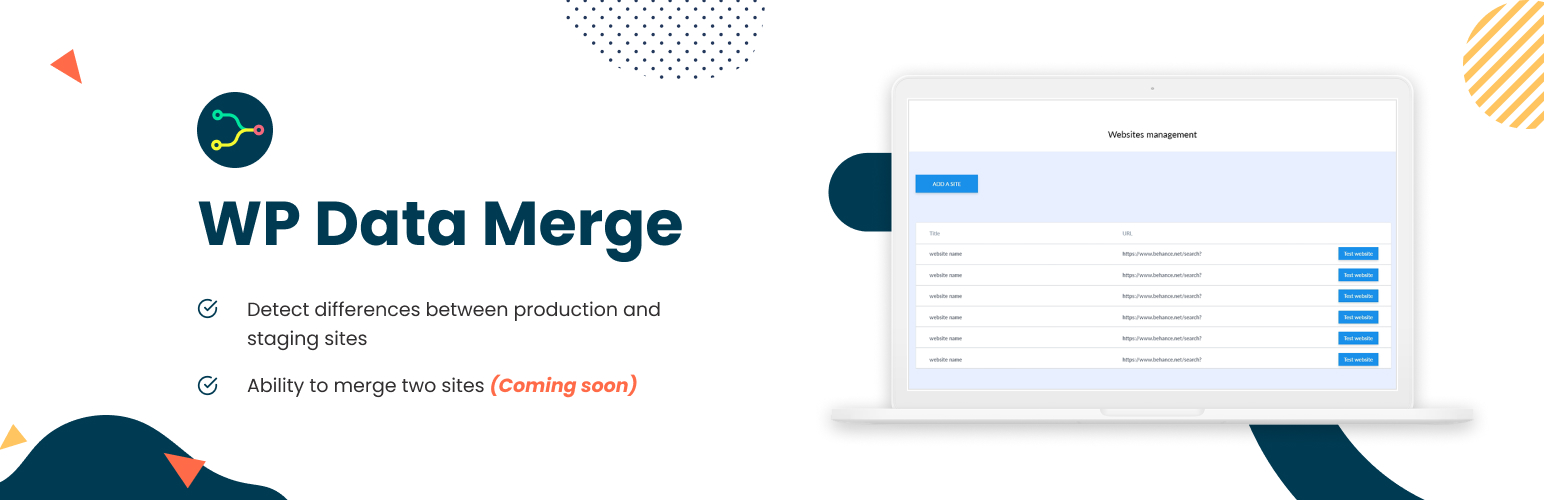 WP Data Merge
Detect differences between production and
staging sites
Ability to merge two sites (Coming soon)
Websites management
ADD A SITE
Title URL
website name https://www.behance.net/search? Test website
website name https://www.behance.net/search? Test website
website name https://www.behance.net/search? Test website
website name https://www.behance.net/search? Test website
website name https://www.behance.net/search? Test website
website name https://www.behance.net/search? Test website